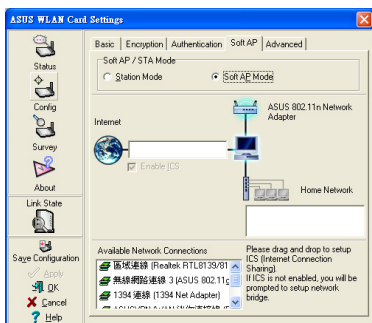 ASUS WLAN Card Settings
Status
Config
Survey
About
Link State
Save Configuration
Apply
OK
Cancel
Help
Basic
Encryption
Authentication
Soft AP
Advanced
Soft AP / STA Mode
Station Mode
Soft AP Mode
ASUS 802.11n Network
Adapter
Internet
Enable ICS
Home Network
Available Network Connections
區域連線 (Realtek RTL8139/81
無線網路連線 3 (ASUS 802.11g
1394 連線 (1394 Net Adapter)
Please drag and drop to setup
ICS (Internet Connection
Sharing).
If ICS is not enabled, you will be
prompted to setup network
bridge.